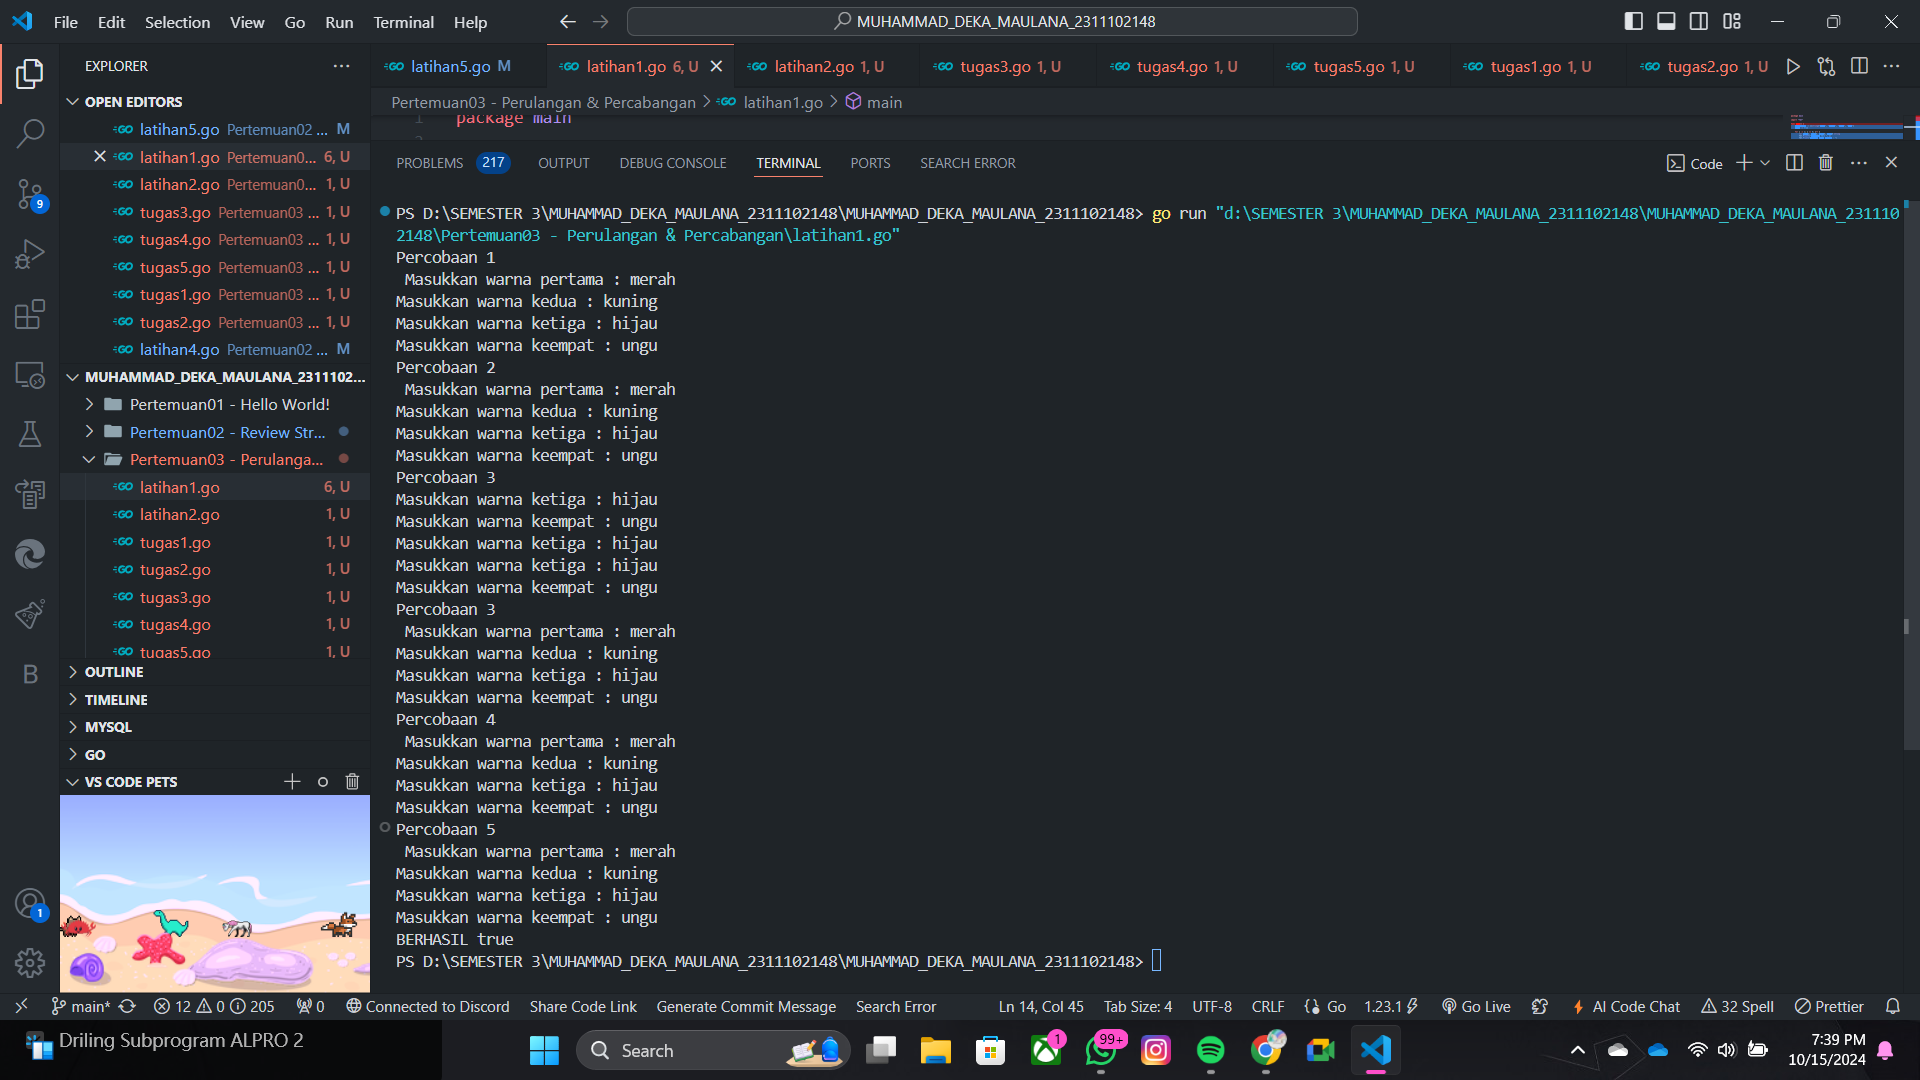 File Edit Selection View Go Run Terminal Help
MUHAMMAD_DEKA_MAULANA_2311102148
EXPLORER
OPEN EDITORS
latihan5.go Pertemuan02 ... M
latihan1.go Pertemuan0... 6, U
latihan2.go Pertemuan0... 1, U
tugas3.go Pertemuan03 ... 1, U
tugas4.go Pertemuan03 ... 1, U
tugas5.go Pertemuan03 ... 1, U
tugas1.go Pertemuan03 ... 1, U
tugas2.go Pertemuan03 ... 1, U
latihan4.go Pertemuan02 ... M
MUHAMMAD_DEKA_MAULANA_2311102...
Pertemuan01 - Hello World!
Pertemuan02 - Review Str...
Pertemuan03 - Perulanga...
latihan1.go 6, U
latihan2.go 1, U
tugas1.go 1, U
tugas2.go 1, U
tugas3.go 1, U
tugas4.go 1, U
tugas5.go 1, U
OUTLINE
TIMELINE
MYSQL
GO
VS CODE PETS
9
B
1
latihan5.go M latihan1.go 6, U latihan2.go 1, U tugas3.go 1, U tugas4.go 1, U tugas5.go 1, U tugas1.go 1, U tugas2.go 1, U
Pertemuan03 - Perulangan & Percabangan > latihan1.go > main
1 package main
PROBLEMS 217 OUTPUT DEBUG CONSOLE TERMINAL PORTS SEARCH ERROR Code
PS D:\SEMESTER 3\MUHAMMAD_DEKA_MAULANA_2311102148\MUHAMMAD_DEKA_MAULANA_2311102148> go run "d:\SEMESTER 3\MUHAMMAD_DEKA_MAULANA_2311102148\MUHAMMAD_DEKA_MAULANA_231110
2148\Pertemuan03 - Perulangan & Percabangan\latihan1.go"
Percobaan 1
Masukkan warna pertama : merah
Masukkan warna kedua : kuning
Masukkan warna ketiga : hijau
Masukkan warna keempat : ungu
Percobaan 2
Masukkan warna pertama : merah
Masukkan warna kedua : kuning
Masukkan warna ketiga : hijau
Masukkan warna keempat : ungu
Percobaan 3
Masukkan warna ketiga : hijau
Masukkan warna keempat : ungu
Masukkan warna ketiga : hijau
Masukkan warna ketiga : hijau
Masukkan warna keempat : ungu
Percobaan 3
Masukkan warna pertama : merah
Masukkan warna kedua : kuning
Masukkan warna ketiga : hijau
Masukkan warna keempat : ungu
Percobaan 4
Masukkan warna pertama : merah
Masukkan warna kedua : kuning
Masukkan warna ketiga : hijau
Masukkan warna keempat : ungu
Percobaan 5
Masukkan warna pertama : merah
Masukkan warna kedua : kuning
Masukkan warna ketiga : hijau
Masukkan warna keempat : ungu
BERHASIL true
PS D:\SEMESTER 3\MUHAMMAD_DEKA_MAULANA_2311102148\MUHAMMAD_DEKA_MAULANA_2311102148>
main* 12 0 205 0 Connected to Discord Share Code Link Generate Commit Message Search Error Ln 14, Col 45 Tab Size: 4 UTF-8 CRLF Go 1.23.1 Go Live AI Code Chat 32 Spell Prettier
Driling Subprogram ALPRO 2
Search
1
99+
7:39 PM
10/15/2024